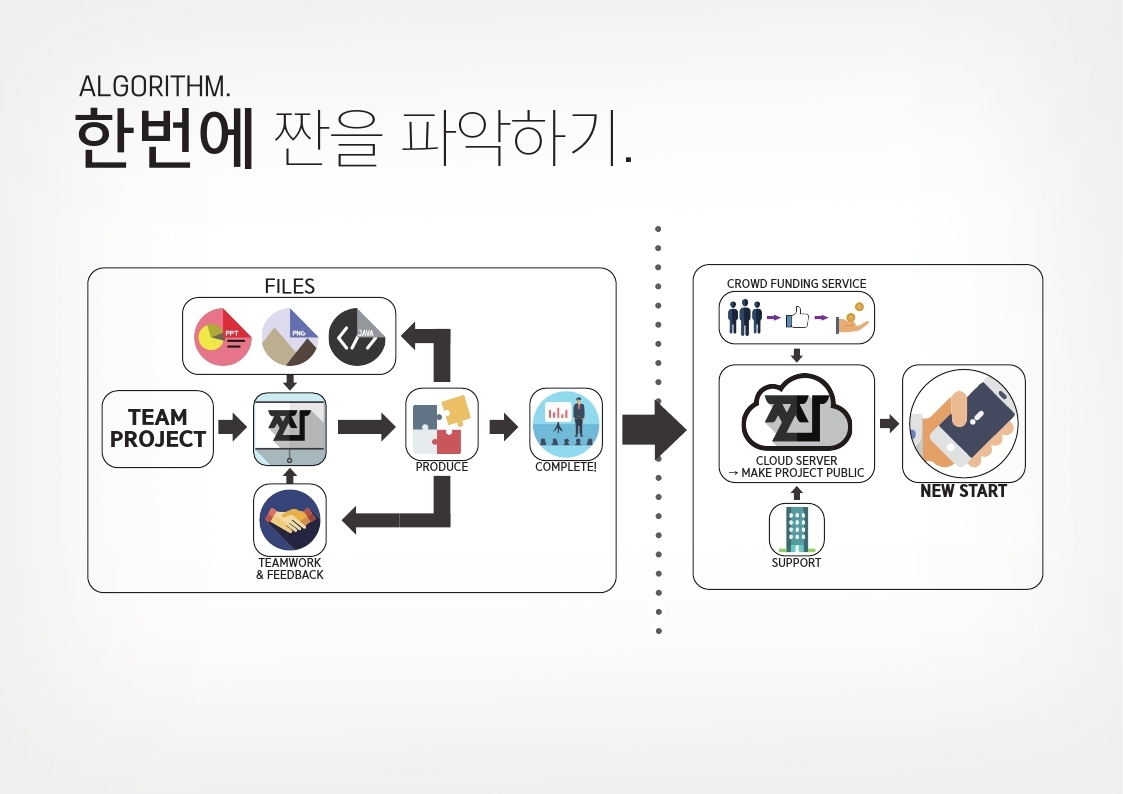 ALGORITHM.
한번에 짠을 파악하기.
FILES
PPT
PNG
JAVA
TEAM
PROJECT
짠
PRODUCE
COMPLETE!
TEAMWORK
& FEEDBACK
CROWD FUNDING SERVICE
짠
CLOUD SERVER
→ MAKE PROJECT PUBLIC
NEW START
SUPPORT